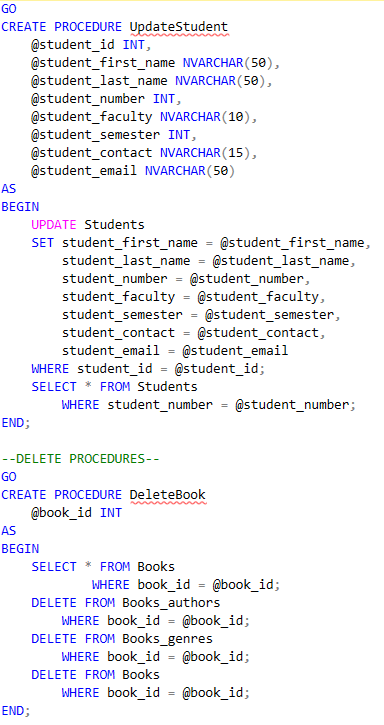 GO
CREATE PROCEDURE UpdateStudent
    @student_id INT,
    @student_first_name NVARCHAR(50),
    @student_last_name NVARCHAR(50),
    @student_number INT,
    @student_faculty NVARCHAR(10),
    @student_semester INT,
    @student_contact NVARCHAR(15),
    @student_email NVARCHAR(50)
AS
BEGIN
    UPDATE Students
    SET student_first_name = @student_first_name,
        student_last_name = @student_last_name,
        student_number = @student_number,
        student_faculty = @student_faculty,
        student_semester = @student_semester,
        student_contact = @student_contact,
        student_email = @student_email
    WHERE student_id = @student_id;
    SELECT * FROM Students
        WHERE student_number = @student_number;
END;

--DELETE PROCEDURES--
GO
CREATE PROCEDURE DeleteBook
    @book_id INT
AS
BEGIN
    SELECT * FROM Books
            WHERE book_id = @book_id;
    DELETE FROM Books_authors
        WHERE book_id = @book_id;
    DELETE FROM Books_genres
        WHERE book_id = @book_id;
    DELETE FROM Books
        WHERE book_id = @book_id;
END;